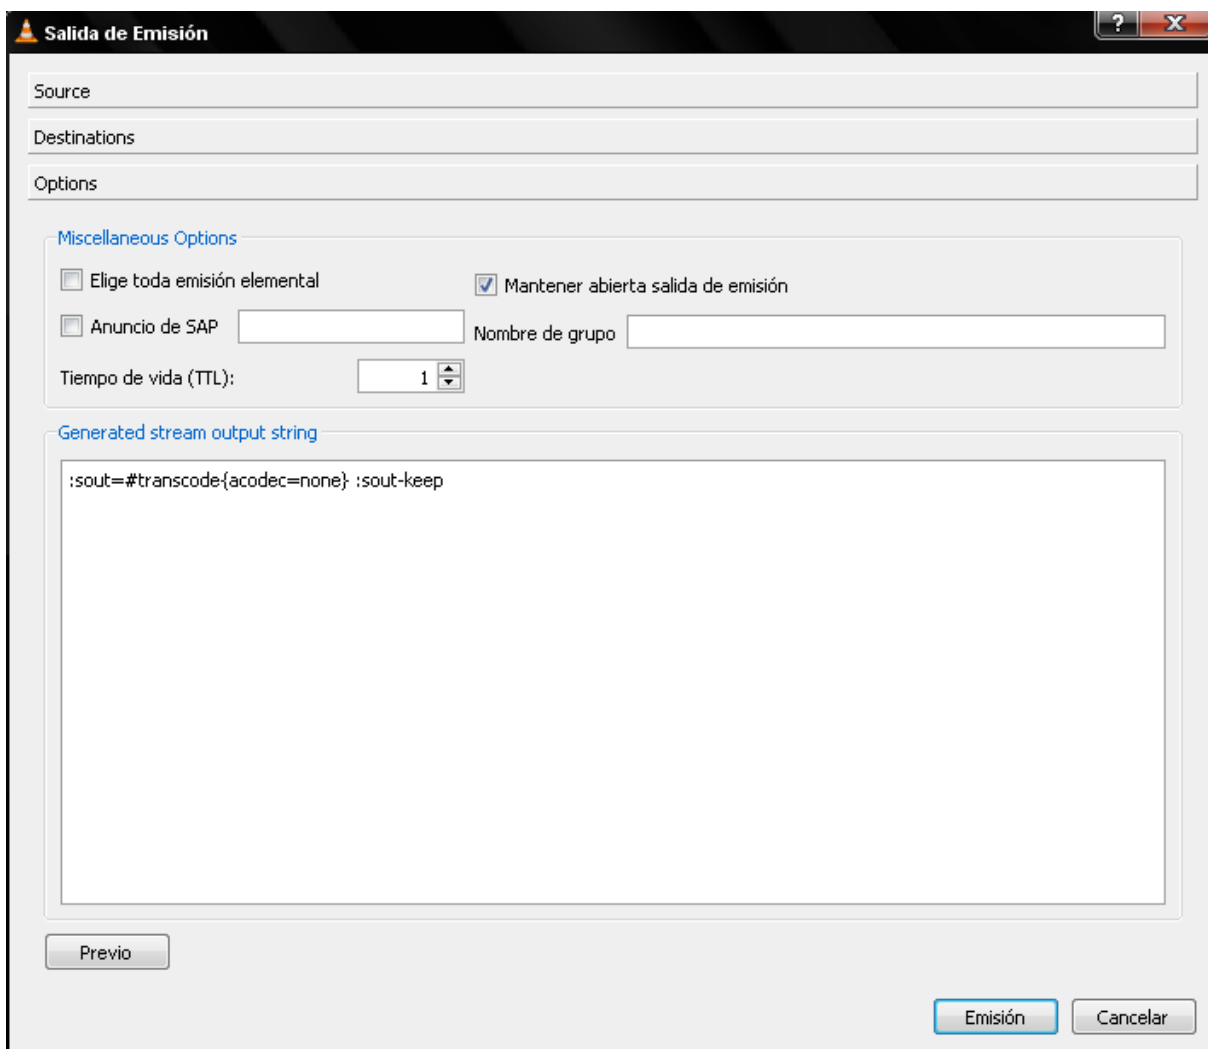 Salida de Emisión
?
X
Source
Destinations
Options
Miscellaneous Options
Elige toda emisión elemental
Mantener abierta salida de emisión
Anuncio de SAP
Nombre de grupo
Tiempo de vida (TTL):
1
Generated stream output string
:sout=#transcode{acodec=none} :sout-keep
Previo
Emisión
Cancelar